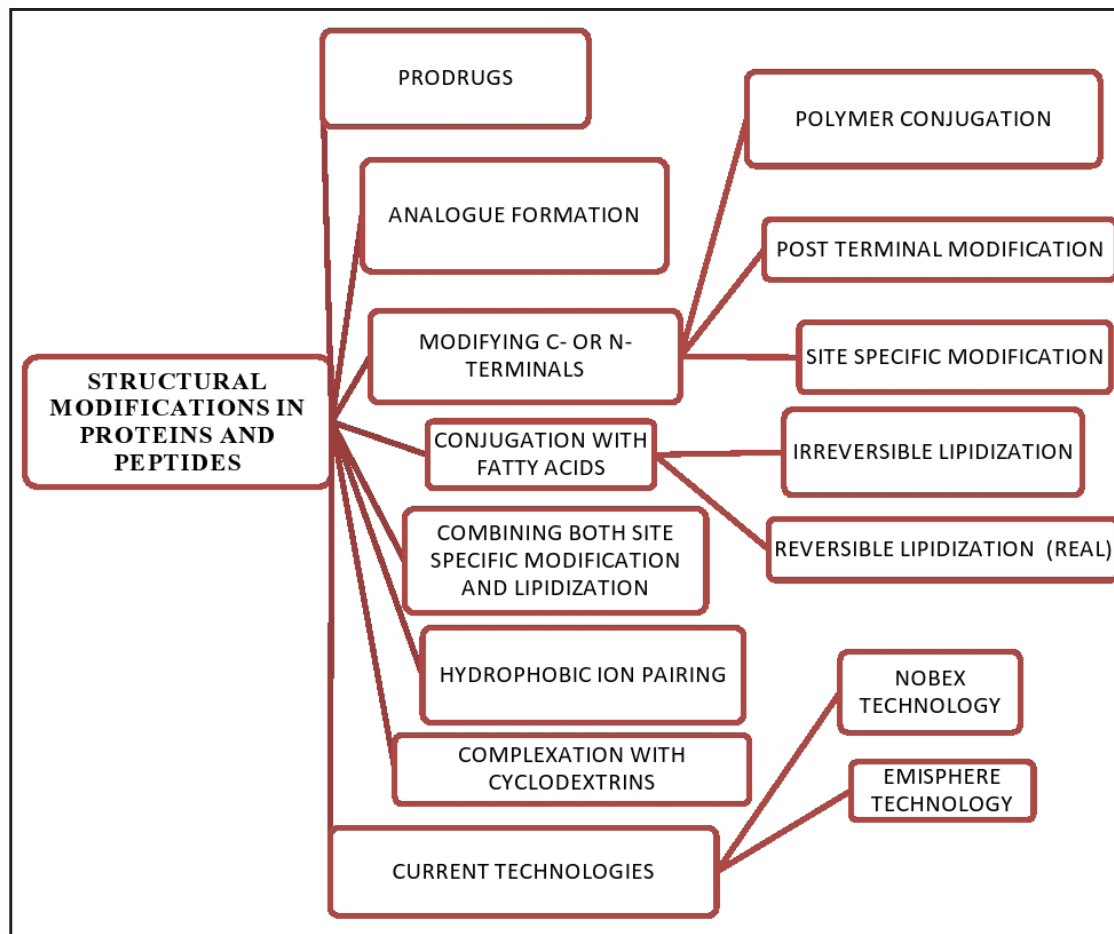 STRUCTURAL
MODIFICATIONS IN
PROTEINS AND
PEPTIDES
PRODRUGS
ANALOGUE FORMATION
MODIFYING C- OR N-
TERMINALS
POLYMER CONJUGATION
POST TERMINAL MODIFICATION
SITE SPECIFIC MODIFICATION
CONJUGATION WITH
FATTY ACIDS
IRREVERSIBLE LIPIDIZATION
REVERSIBLE LIPIDIZATION (REAL)
COMBINING BOTH SITE
SPECIFIC MODIFICATION
AND LIPIDIZATION
HYDROPHOBIC ION PAIRING
COMPLEXATION WITH
CYCLODEXTRINS
CURRENT TECHNOLOGIES
NOBEX
TECHNOLOGY
EMISPHERE
TECHNOLOGY